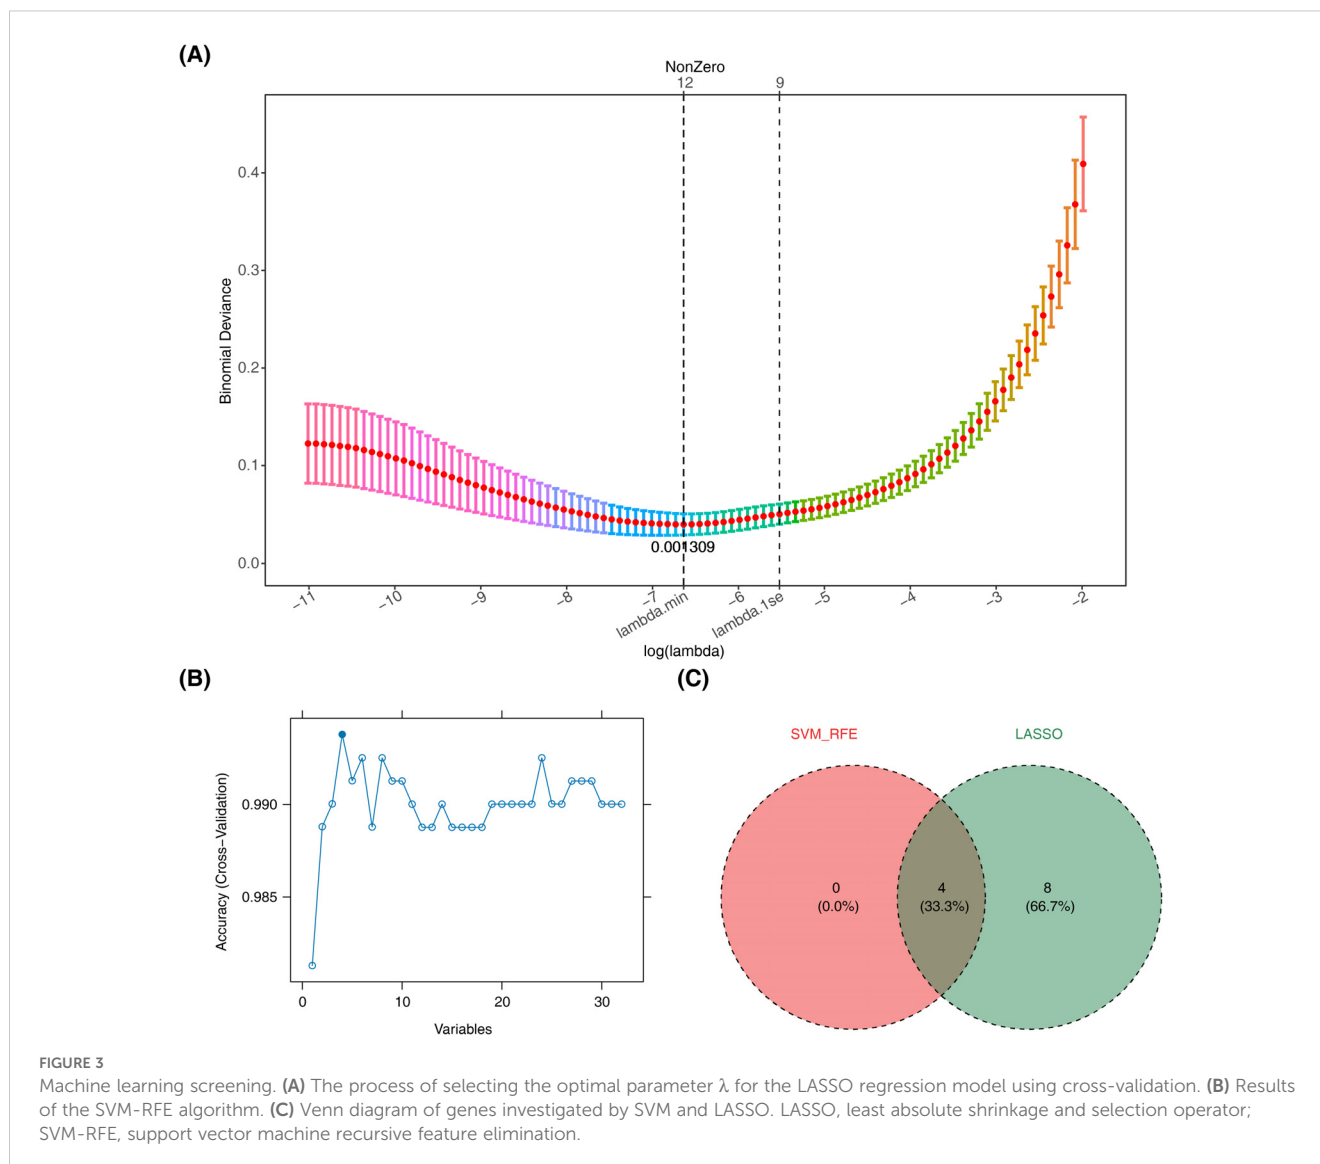 (A)
NonZero
12 9
Binomial Deviance
0.4
0.3
0.2
0.1
0.0
0.001309
−11 −10 −9 −8 −7 lambda.min −6 lambda.1se −5 −4 −3 −2
log(lambda)
(B)
Accuracy (Cross−Validation)
0.990
0.985
0 10 20 30
Variables
(C)
SVM_RFE LASSO
0 4 8
(0.0%) (33.3%) (66.7%)
FIGURE 3
Machine learning screening. (A) The process of selecting the optimal parameter λ for the LASSO regression model using cross-validation. (B) Results
of the SVM-RFE algorithm. (C) Venn diagram of genes investigated by SVM and LASSO. LASSO, least absolute shrinkage and selection operator;
SVM-RFE, support vector machine recursive feature elimination.